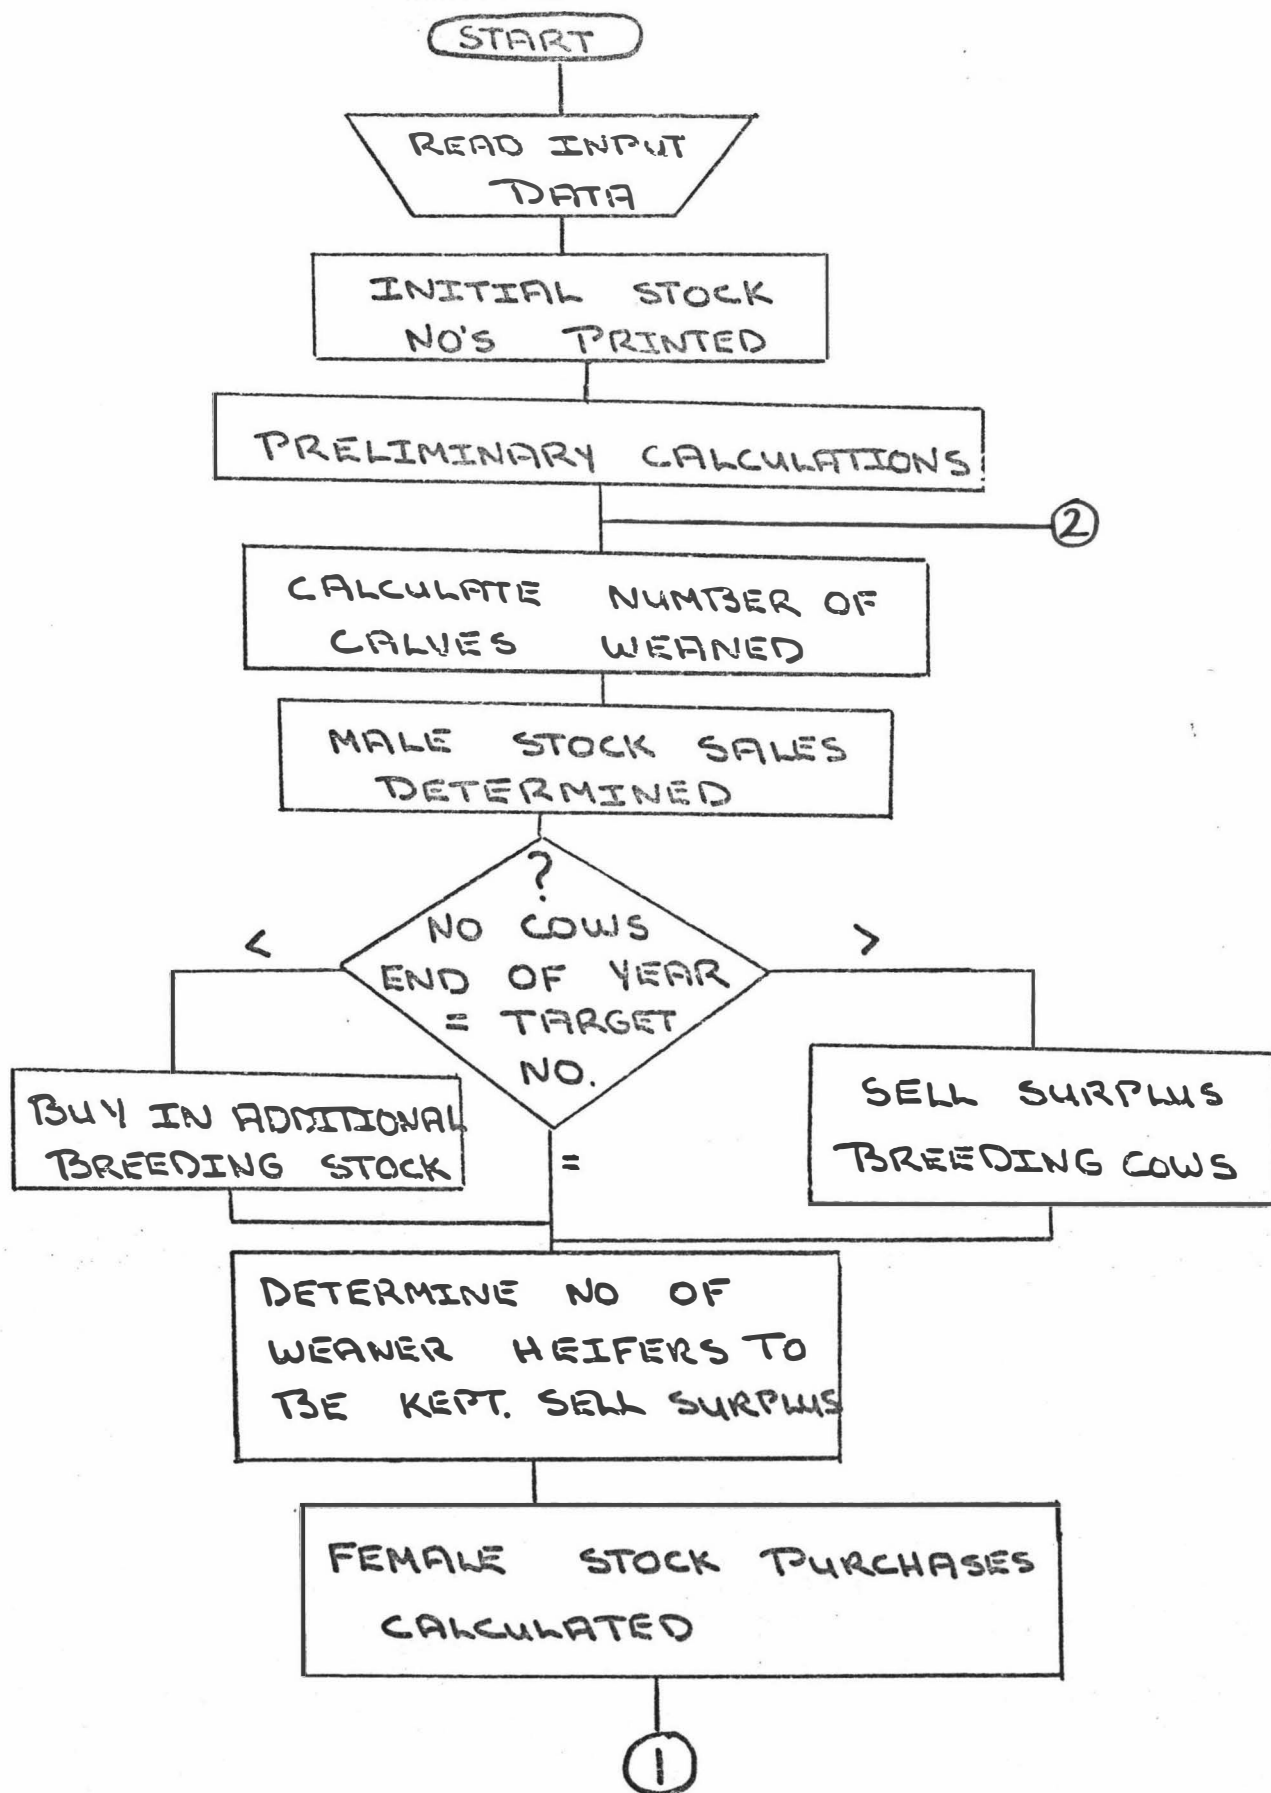 START
READ INPUT
DATA
INITIAL STOCK
NO'S PRINTED
PRELIMINARY CALCULATIONS
2
CALCULATE NUMBER OF
CALVES WEANED
MALE STOCK SALES
DETERMINED
?
NO COWS
END OF YEAR
= TARGET
NO.
<
>
BUY IN ADDITIONAL
BREEDING STOCK
=
SELL SURPLUS
BREEDING COWS
DETERMINE NO OF
WEANER HEIFERS TO
BE KEPT. SELL SURPLUS
FEMALE STOCK PURCHASES
CALCULATED
1